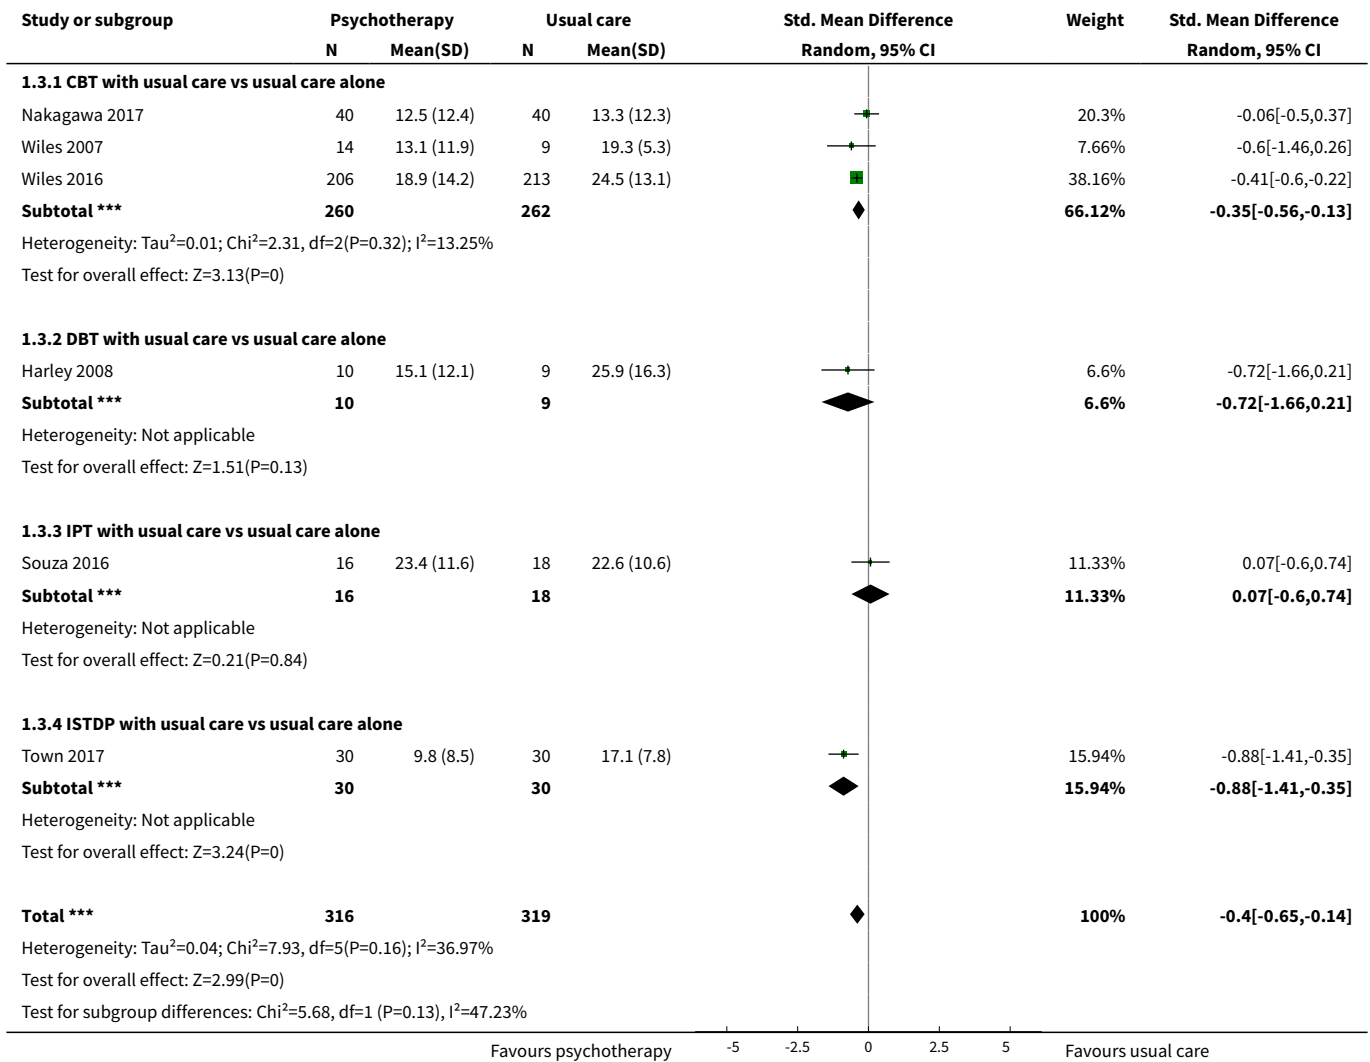 Study or subgroup Psychotherapy Usual care Std. Mean Difference Weight Std. Mean Difference
N Mean(SD) N Mean(SD) Random, 95% CI Random, 95% CI
1.3.1 CBT with usual care vs usual care alone
Nakagawa 2017 40 12.5 (12.4) 40 13.3 (12.3) 20.3% -0.06[-0.5,0.37]
Wiles 2007 14 13.1 (11.9) 9 19.3 (5.3) 7.66% -0.6[-1.46,0.26]
Wiles 2016 206 18.9 (14.2) 213 24.5 (13.1) 38.16% -0.41[-0.6,-0.22]
Subtotal *** 260 262 66.12% -0.35[-0.56,-0.13]
Heterogeneity: Tau²=0.01; Chi²=2.31, df=2(P=0.32); I²=13.25%
Test for overall effect: Z=3.13(P=0)
1.3.2 DBT with usual care vs usual care alone
Harley 2008 10 15.1 (12.1) 9 25.9 (16.3) 6.6% -0.72[-1.66,0.21]
Subtotal *** 10 9 6.6% -0.72[-1.66,0.21]
Heterogeneity: Not applicable
Test for overall effect: Z=1.51(P=0.13)
1.3.3 IPT with usual care vs usual care alone
Souza 2016 16 23.4 (11.6) 18 22.6 (10.6) 11.33% 0.07[-0.6,0.74]
Subtotal *** 16 18 11.33% 0.07[-0.6,0.74]
Heterogeneity: Not applicable
Test for overall effect: Z=0.21(P=0.84)
1.3.4 ISTDP with usual care vs usual care alone
Town 2017 30 9.8 (8.5) 30 17.1 (7.8) 15.94% -0.88[-1.41,-0.35]
Subtotal *** 30 30 15.94% -0.88[-1.41,-0.35]
Heterogeneity: Not applicable
Test for overall effect: Z=3.24(P=0)
Total *** 316 319 100% -0.4[-0.65,-0.14]
Heterogeneity: Tau²=0.04; Chi²=7.93, df=5(P=0.16); I²=36.97%
Test for overall effect: Z=2.99(P=0)
Test for subgroup differences: Chi²=5.68, df=1 (P=0.13), I²=47.23%
Favours psychotherapy -5 -2.5 0 2.5 5 Favours usual care